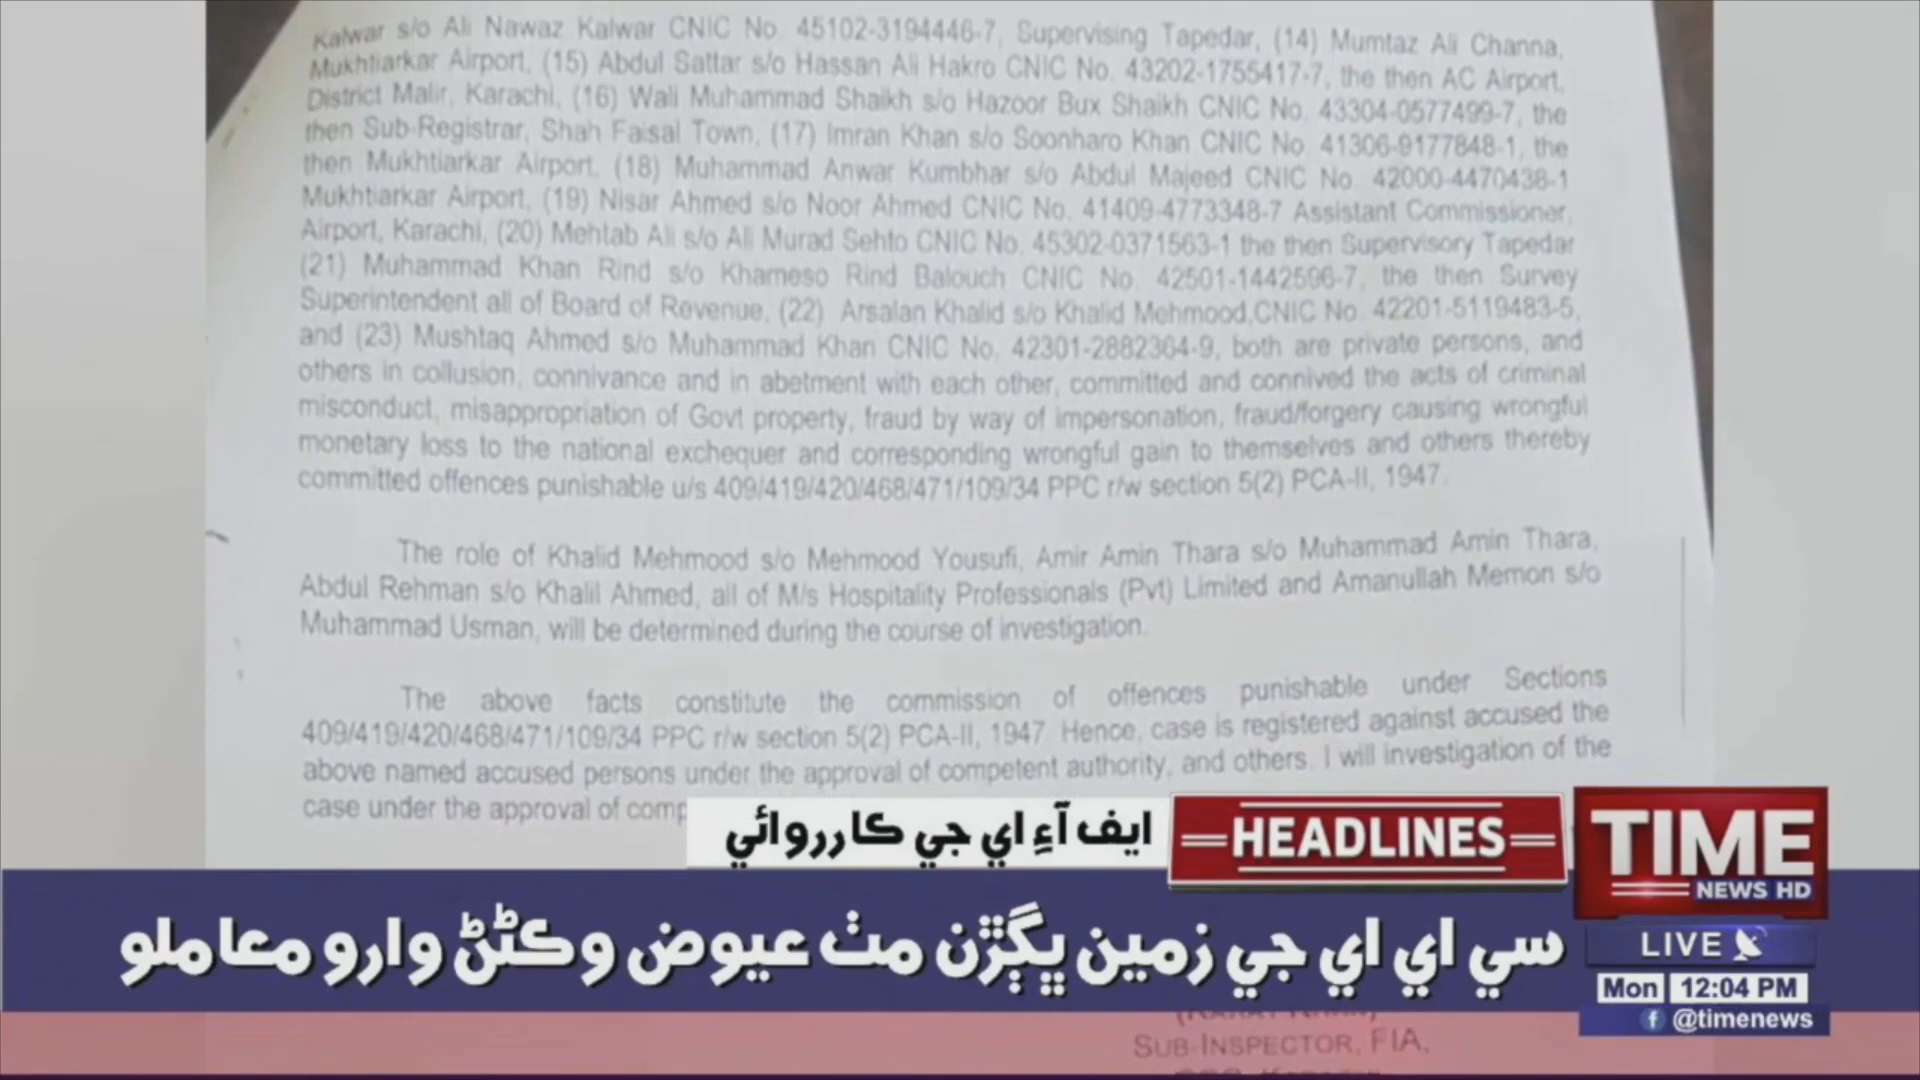 Kalwar s/o Ali Nawaz Kalwar CNIC No. 45102-3194446-7, Supervising Tapedar, (14) Mumtaz Ali Channa,
Mukhtiarkar Airport, (15) Abdul Sattar s/o Hassan Ali Hakro CNIC No. 43202-1755417-7, the then AC Airport,
District Malir, Karachi, (16) Wali Muhammad Shaikh s/o Hazoor Bux Shaikh CNIC No. 43304-0577499-7, the
then Sub-Registrar, Shah Faisal Town, (17) Imran Khan s/o Soonharo Khan CNIC No. 41306-9177848-1, the
then Mukhtiarkar Airport, (18) Muhammad Anwar Kumbhar s/o Abdul Majeed CNIC No. 42000-4470438-1
Mukhtiarkar Airport, (19) Nisar Ahmed s/o Noor Ahmed CNIC No. 41409-4773348-7 Assistant Commissioner,
Airport, Karachi, (20) Mehtab Ali s/o Ali Murad Sehto CNIC No. 45302-0371563-1 the then Supervisory Tapedar
(21) Muhammad Khan Rind s/o Khameso Rind Balouch CNIC No. 42501-1442596-7, the then Survey
Superintendent all of Board of Revenue, (22) Arsalan Khalid s/o Khalid Mehmood,CNIC No. 42201-5119483-5,
and (23) Mushtaq Ahmed s/o Muhammad Khan CNIC No. 42301-2882364-9, both are private persons, and
others in collusion, connivance and in abetment with each other, committed and connived the acts of criminal
misconduct, misappropriation of Govt property, fraud by way of impersonation, fraud/forgery causing wrongful
monetary loss to the national exchequer and corresponding wrongful gain to themselves and others thereby
committed offences punishable u/s 409/419/420/468/471/109/34 PPC r/w section 5(2) PCA-II, 1947.
The role of Khalid Mehmood s/o Mehmood Yousufi, Amir Amin Thara s/o Muhammad Amin Thara,
Abdul Rehman s/o Khalil Ahmed, all of M/s Hospitality Professionals (Pvt) Limited and Amanullah Memon s/o
Muhammad Usman, will be determined during the course of investigation.
The above facts constitute the commission of offences punishable under Sections
409/419/420/468/471/109/34 PPC r/w section 5(2) PCA-II, 1947. Hence, case is registered against accused the
above named accused persons under the approval of competent authority, and others. I will investigation of the
case under the approval of comp
ايف آءِ اي جي ڪارروائي
HEADLINES
TIME
NEWS HD
سي اي اي جي زمين ڀڳڙن مٽ عيوض وڪڻڻ وارو معاملو
LIVE
Mon 12:04 PM
f @timenews
SUB-INSPECTOR, FIA,